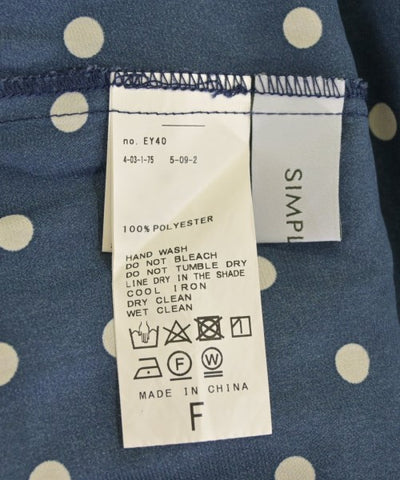 no. EY40
4-03-1-75 5-09-2
100% POLYESTER
HAND WASH
DO NOT BLEACH
DO NOT TUMBLE DRY
LINE DRY IN THE SHADE
COOL IRON
DRY CLEAN
WET CLEAN
F W
MADE IN CHINA
F
SIMPL